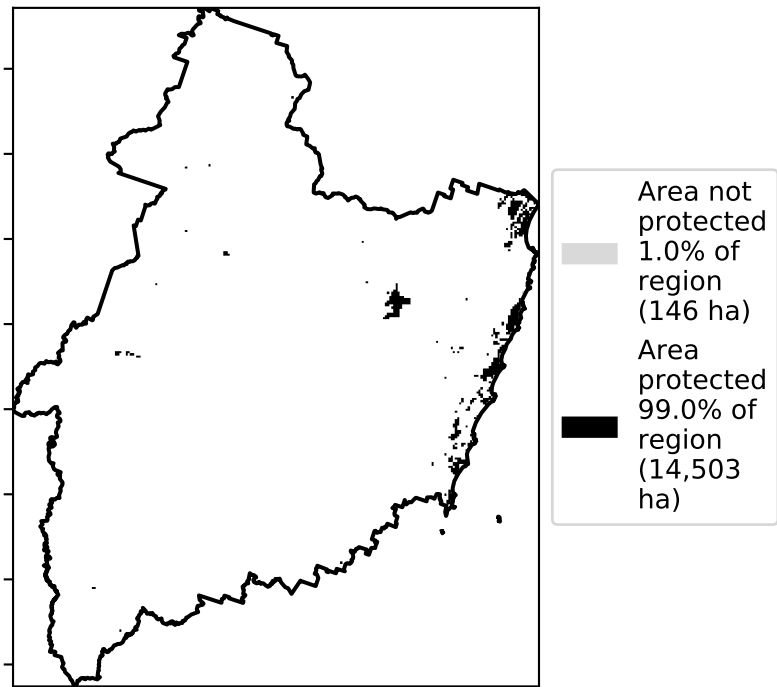 Area not
protected
1.0% of
region
(146 ha)
Area
protected
99.0% of
region
(14,503
ha)